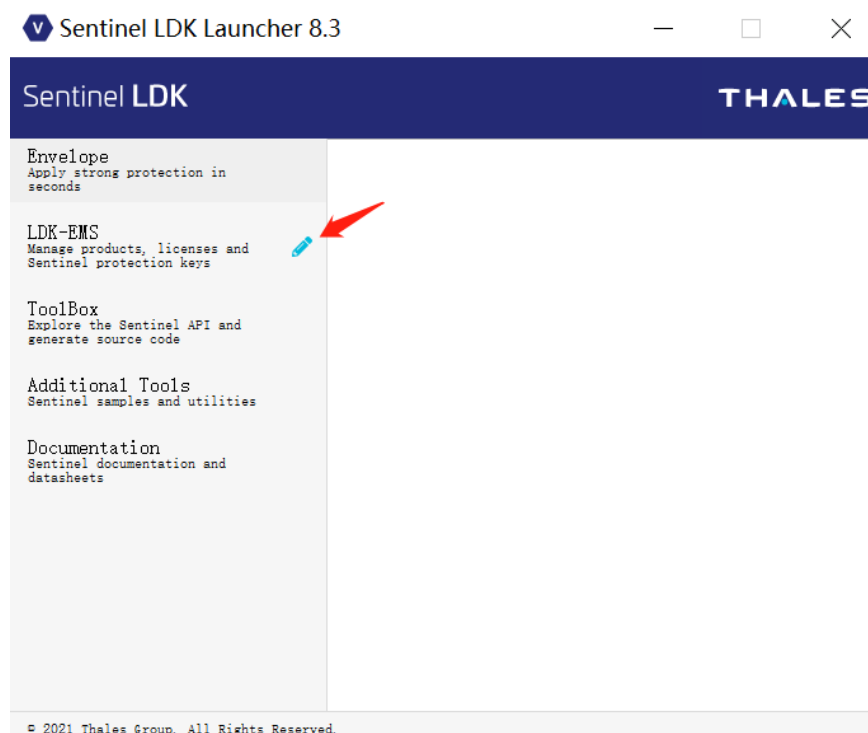 Sentinel LDK Launcher 8.3
Sentinel LDK
THALES
Envelope
Apply strong protection in
seconds
LDK-EMS
Manage products, licenses and
Sentinel protection keys
ToolBox
Explore the Sentinel API and
generate source code
Additional Tools
Sentinel samples and utilities
Documentation
Sentinel documentation and
datasheets
© 2021 Thales Group. All Rights Reserved.